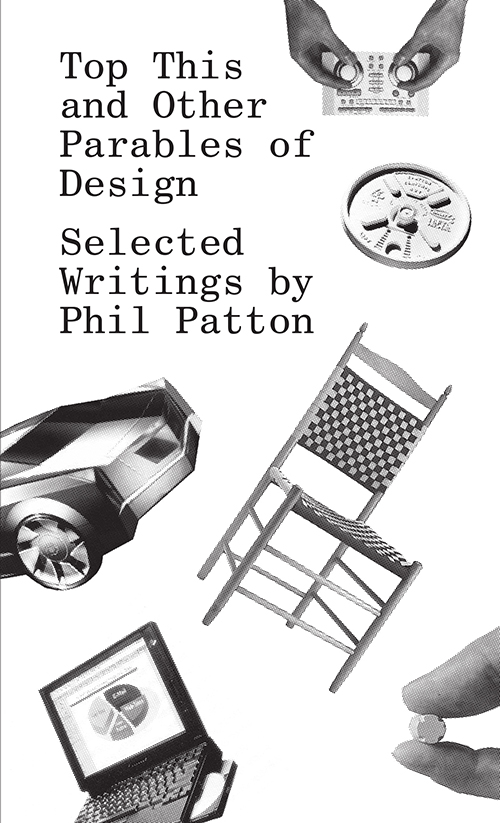 Top This
and Other
Parables of
Design
Selected
Writings by
Phil Patton